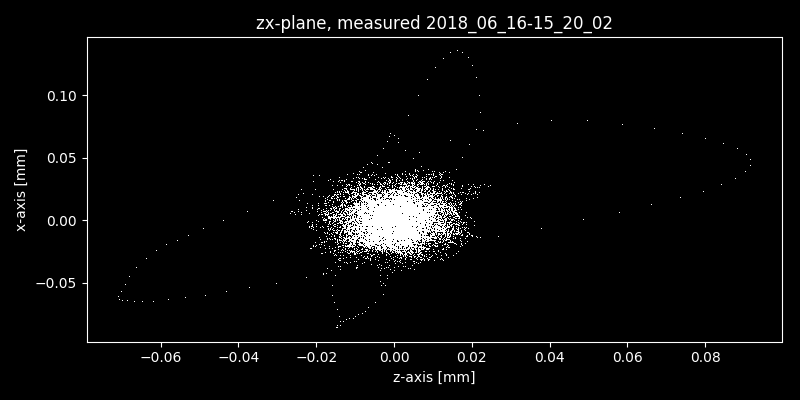 zx-plane, measured 2018_06_16-15_20_02
0.10
0.05
0.00
−0.05
x-axis [mm]
−0.06 −0.04 −0.02 0.00 0.02 0.04 0.06 0.08
z-axis [mm]